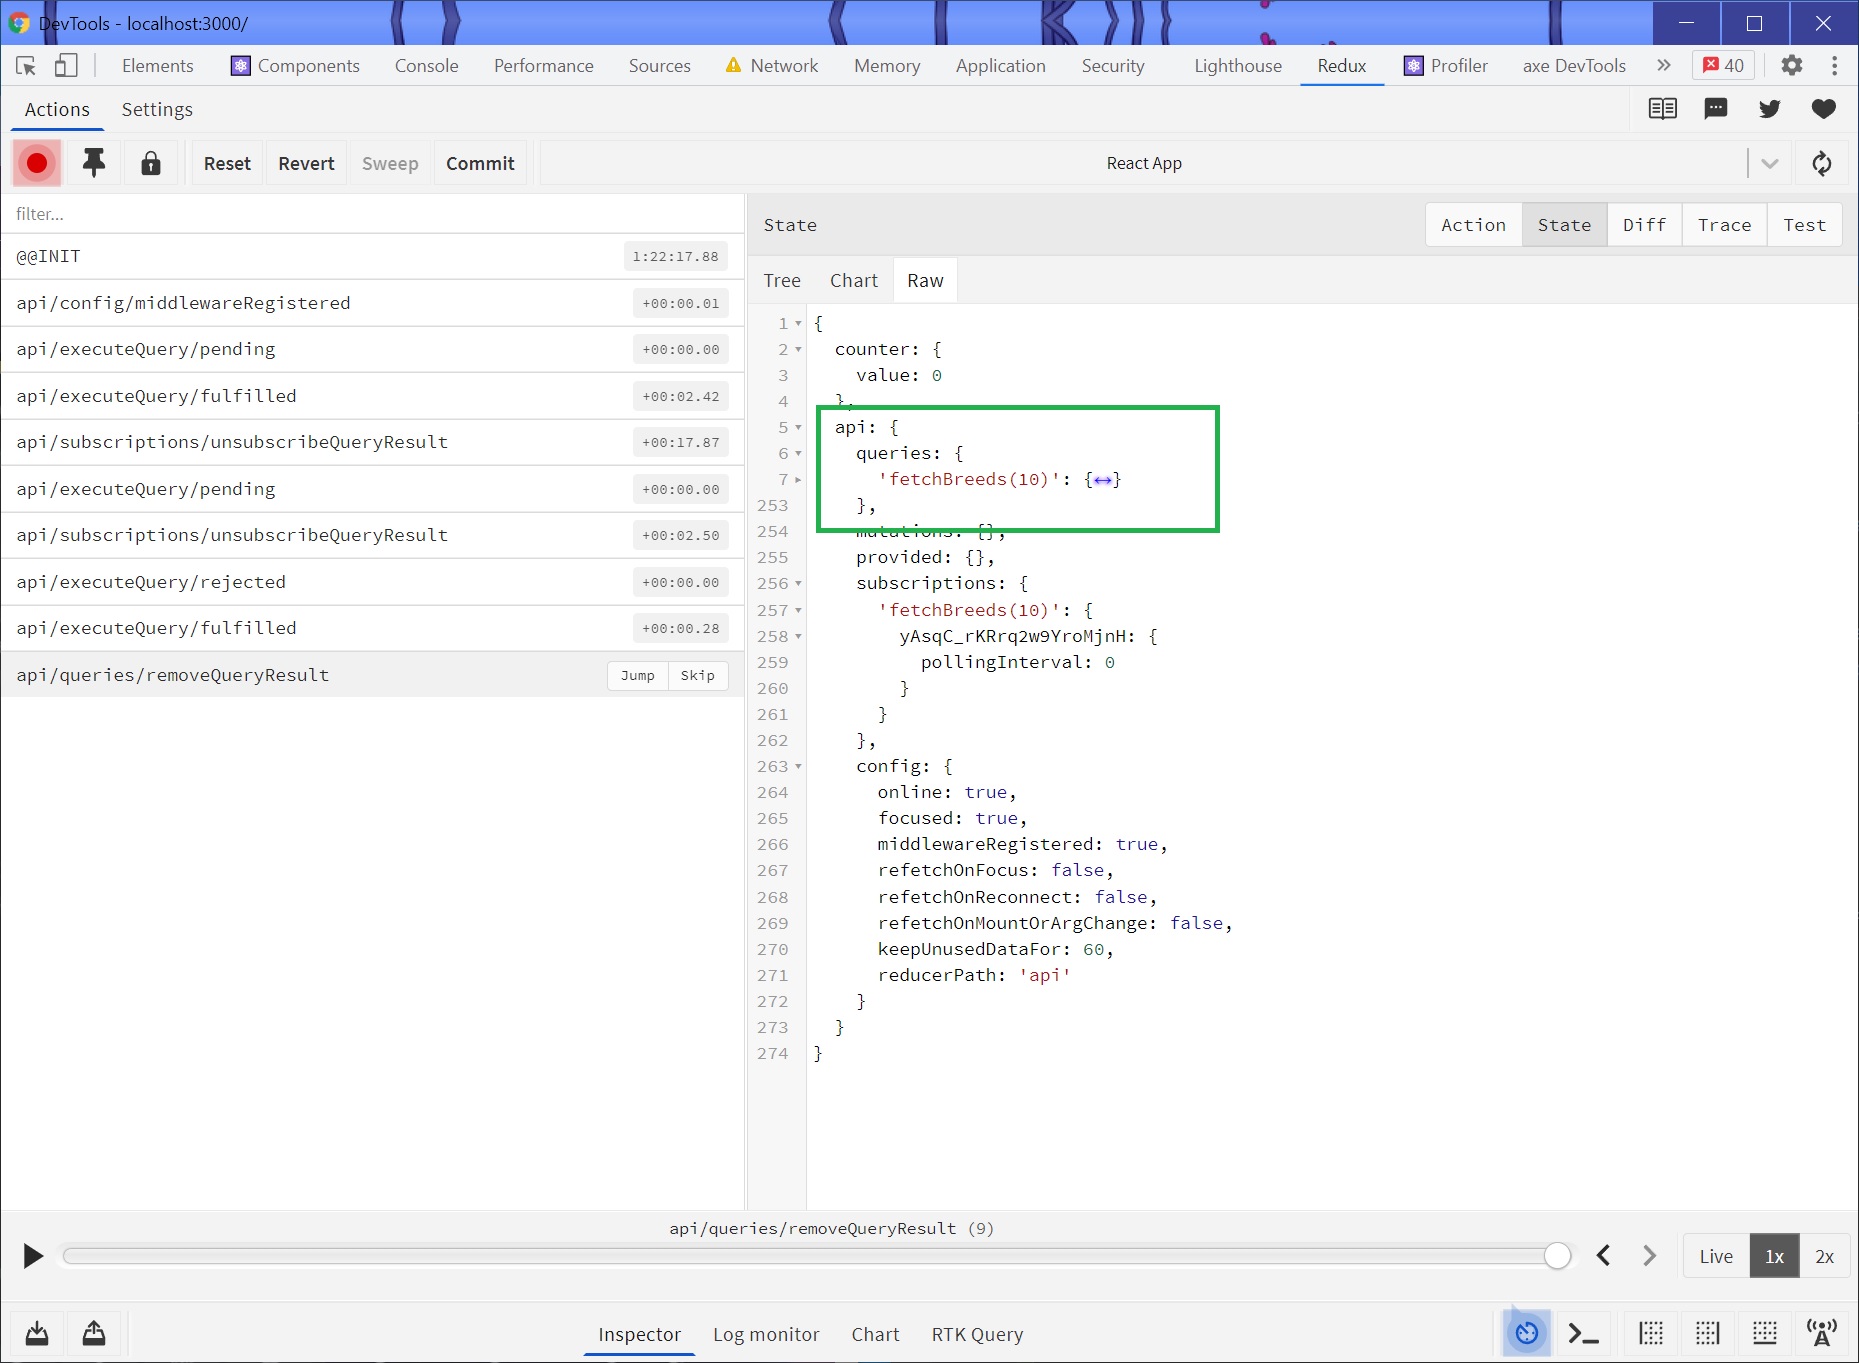 DevTools - localhost:3000/
Elements Components Console Performance Sources Network Memory Application Security Lighthouse Redux Profiler axe DevTools » 40
Actions Settings
Reset Revert Sweep Commit React App
filter...
@@INIT 1:22:17.88
api/config/middlewareRegistered +00:00.01
api/executeQuery/pending +00:00.00
api/executeQuery/fulfilled +00:02.42
api/subscriptions/unsubscribeQueryResult +00:17.87
api/executeQuery/pending +00:00.00
api/subscriptions/unsubscribeQueryResult +00:02.50
api/executeQuery/rejected +00:00.00
api/executeQuery/fulfilled +00:00.28
api/queries/removeQueryResult Jump Skip
State Action State Diff Trace Test
Tree Chart Raw
1 {
2 counter: {
3 value: 0
4 },
5 api: {
6 queries: {
7 'fetchBreeds(10)': {↔}
253 },
254 mutations: {},
255 provided: {},
256 subscriptions: {
257 'fetchBreeds(10)': {
258 yAsqC_rKRrq2w9YroMjnH: {
259 pollingInterval: 0
260 }
261 }
262 },
263 config: {
264 online: true,
265 focused: true,
266 middlewareRegistered: true,
267 refetchOnFocus: false,
268 refetchOnReconnect: false,
269 refetchOnMountOrArgChange: false,
270 keepUnusedDataFor: 60,
271 reducerPath: 'api'
272 }
273 }
274 }
api/queries/removeQueryResult (9)
Live 1x 2x
Inspector Log monitor Chart RTK Query